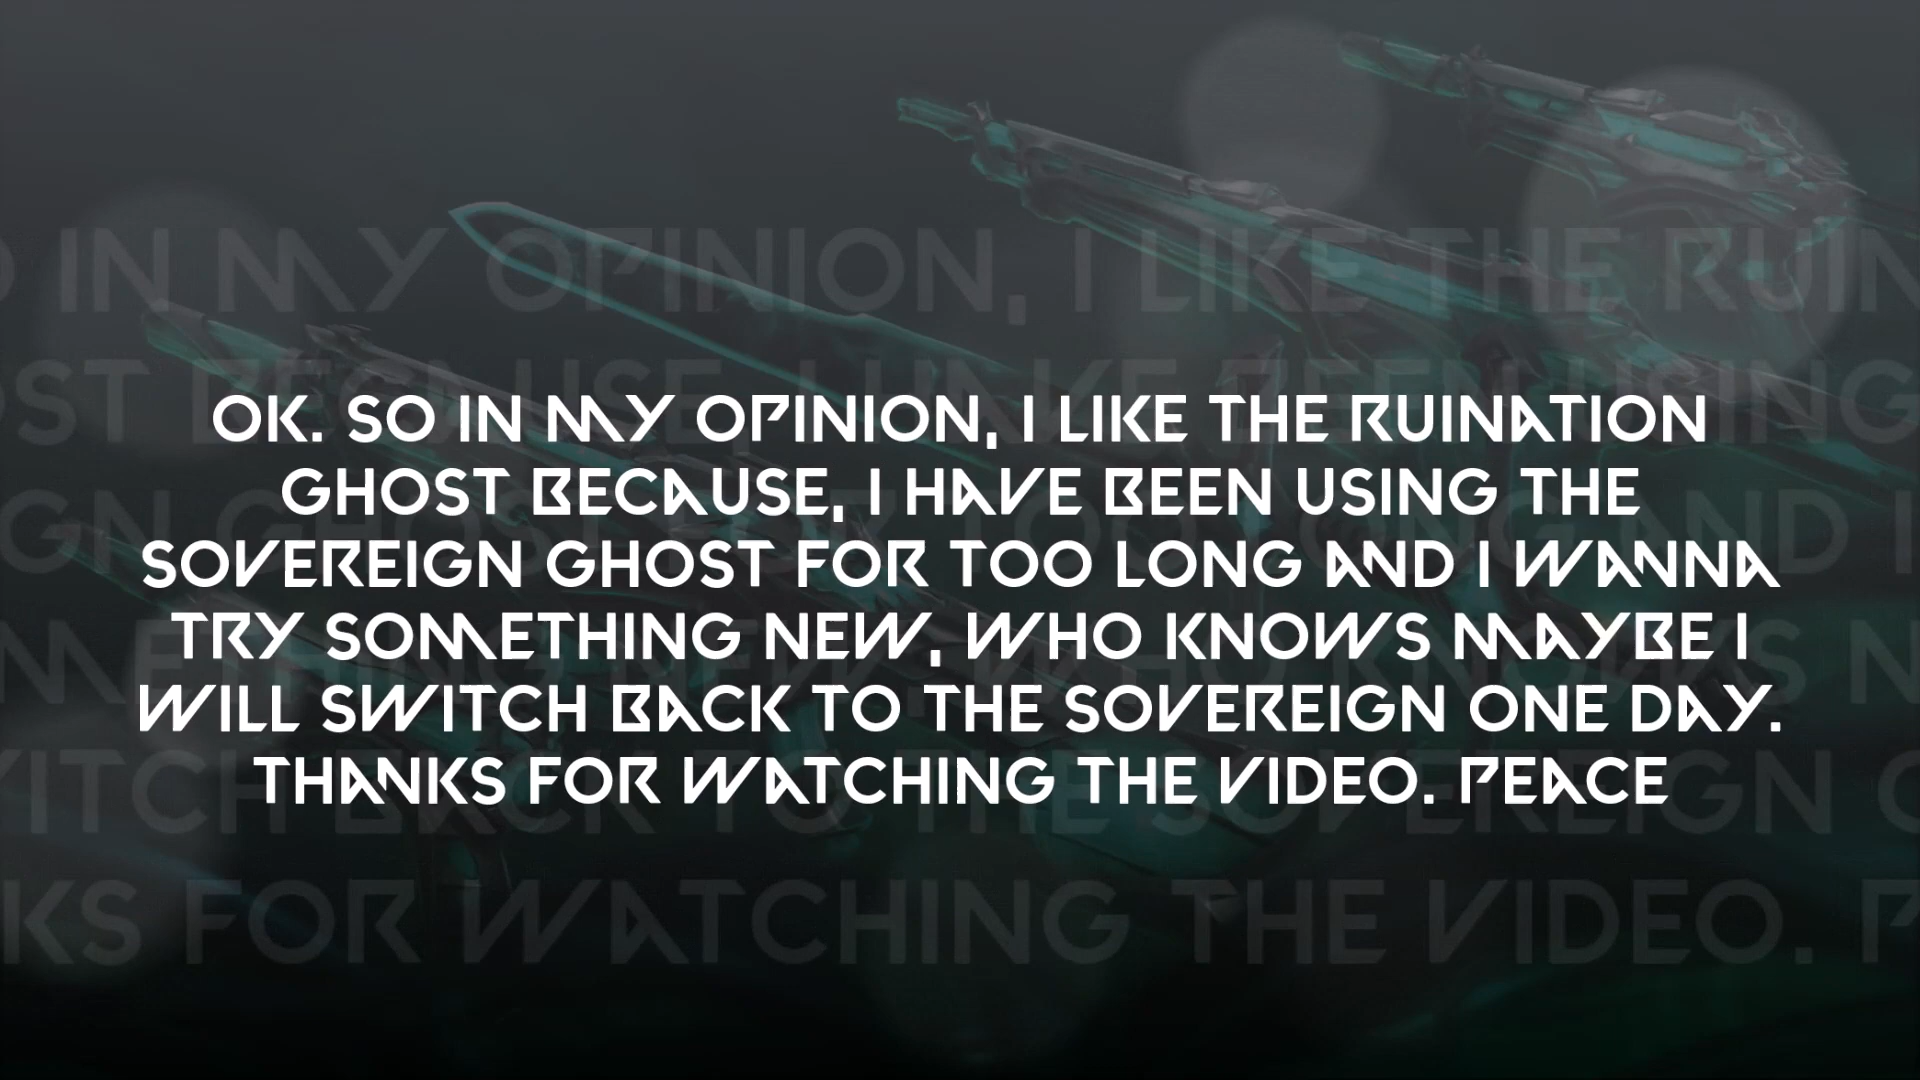 OK. SO IN MY OPINION, I LIKE THE RUINATION
GHOST BECAUSE, I HAVE BEEN USING THE
SOVEREIGN GHOST FOR TOO LONG AND I WANNA
TRY SOMETHING NEW, WHO KNOWS MAYBE I
WILL SWITCH BACK TO THE SOVEREIGN ONE DAY.
THANKS FOR WATCHING THE VIDEO. PEACE